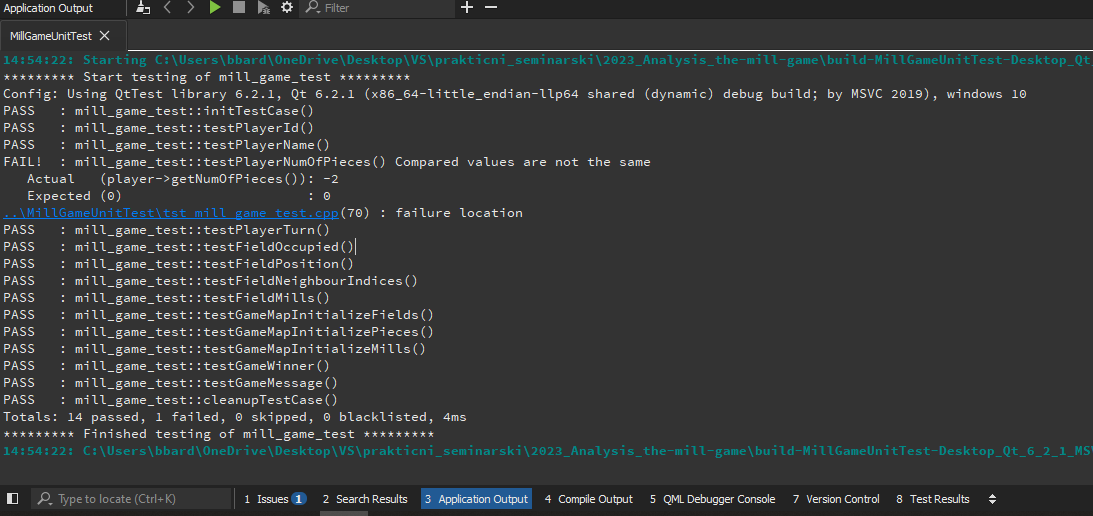 Application Output
Filter
MillGameUnitTest
14:54:22: Starting C:\Users\bbard\OneDrive\Desktop\VS\prakticni_seminarski\2023_Analysis_the-mill-game\build-MillGameUnitTest-Desktop_Qt_
********* Start testing of mill_game_test *********
Config: Using QtTest library 6.2.1, Qt 6.2.1 (x86_64-little_endian-llp64 shared (dynamic) debug build; by MSVC 2019), windows 10
PASS   : mill_game_test::initTestCase()
PASS   : mill_game_test::testPlayerId()
PASS   : mill_game_test::testPlayerName()
FAIL!  : mill_game_test::testPlayerNumOfPieces() Compared values are not the same
   Actual   (player->getNumOfPieces()): -2
   Expected (0)                       : 0
..\MillGameUnitTest\tst_mill_game_test.cpp(70) : failure location
PASS   : mill_game_test::testPlayerTurn()
PASS   : mill_game_test::testFieldOccupied()
PASS   : mill_game_test::testFieldPosition()
PASS   : mill_game_test::testFieldNeighbourIndices()
PASS   : mill_game_test::testFieldMills()
PASS   : mill_game_test::testGameMapInitializeFields()
PASS   : mill_game_test::testGameMapInitializePieces()
PASS   : mill_game_test::testGameMapInitializeMills()
PASS   : mill_game_test::testGameWinner()
PASS   : mill_game_test::testGameMessage()
PASS   : mill_game_test::cleanupTestCase()
Totals: 14 passed, 1 failed, 0 skipped, 0 blacklisted, 4ms
********* Finished testing of mill_game_test *********
14:54:22: C:\Users\bbard\OneDrive\Desktop\VS\prakticni_seminarski\2023_Analysis_the-mill-game\build-MillGameUnitTest-Desktop_Qt_6_2_1_MSV
Type to locate (Ctrl+K) 1 Issues 1 2 Search Results 3 Application Output 4 Compile Output 5 QML Debugger Console 7 Version Control 8 Test Results